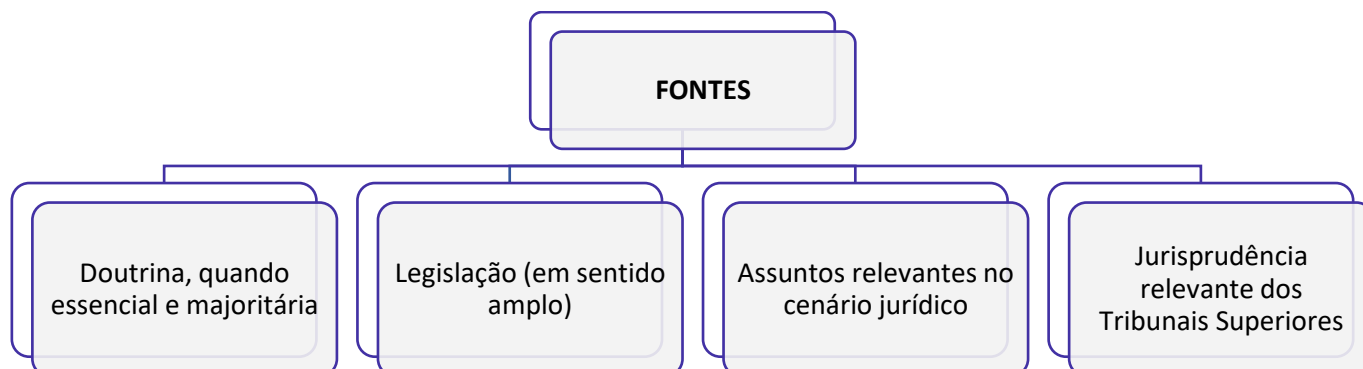 FONTES
Doutrina, quando
essencial e majoritária
Legislação (em sentido
amplo)
Assuntos relevantes no
cenário jurídico
Jurisprudência
relevante dos
Tribunais Superiores